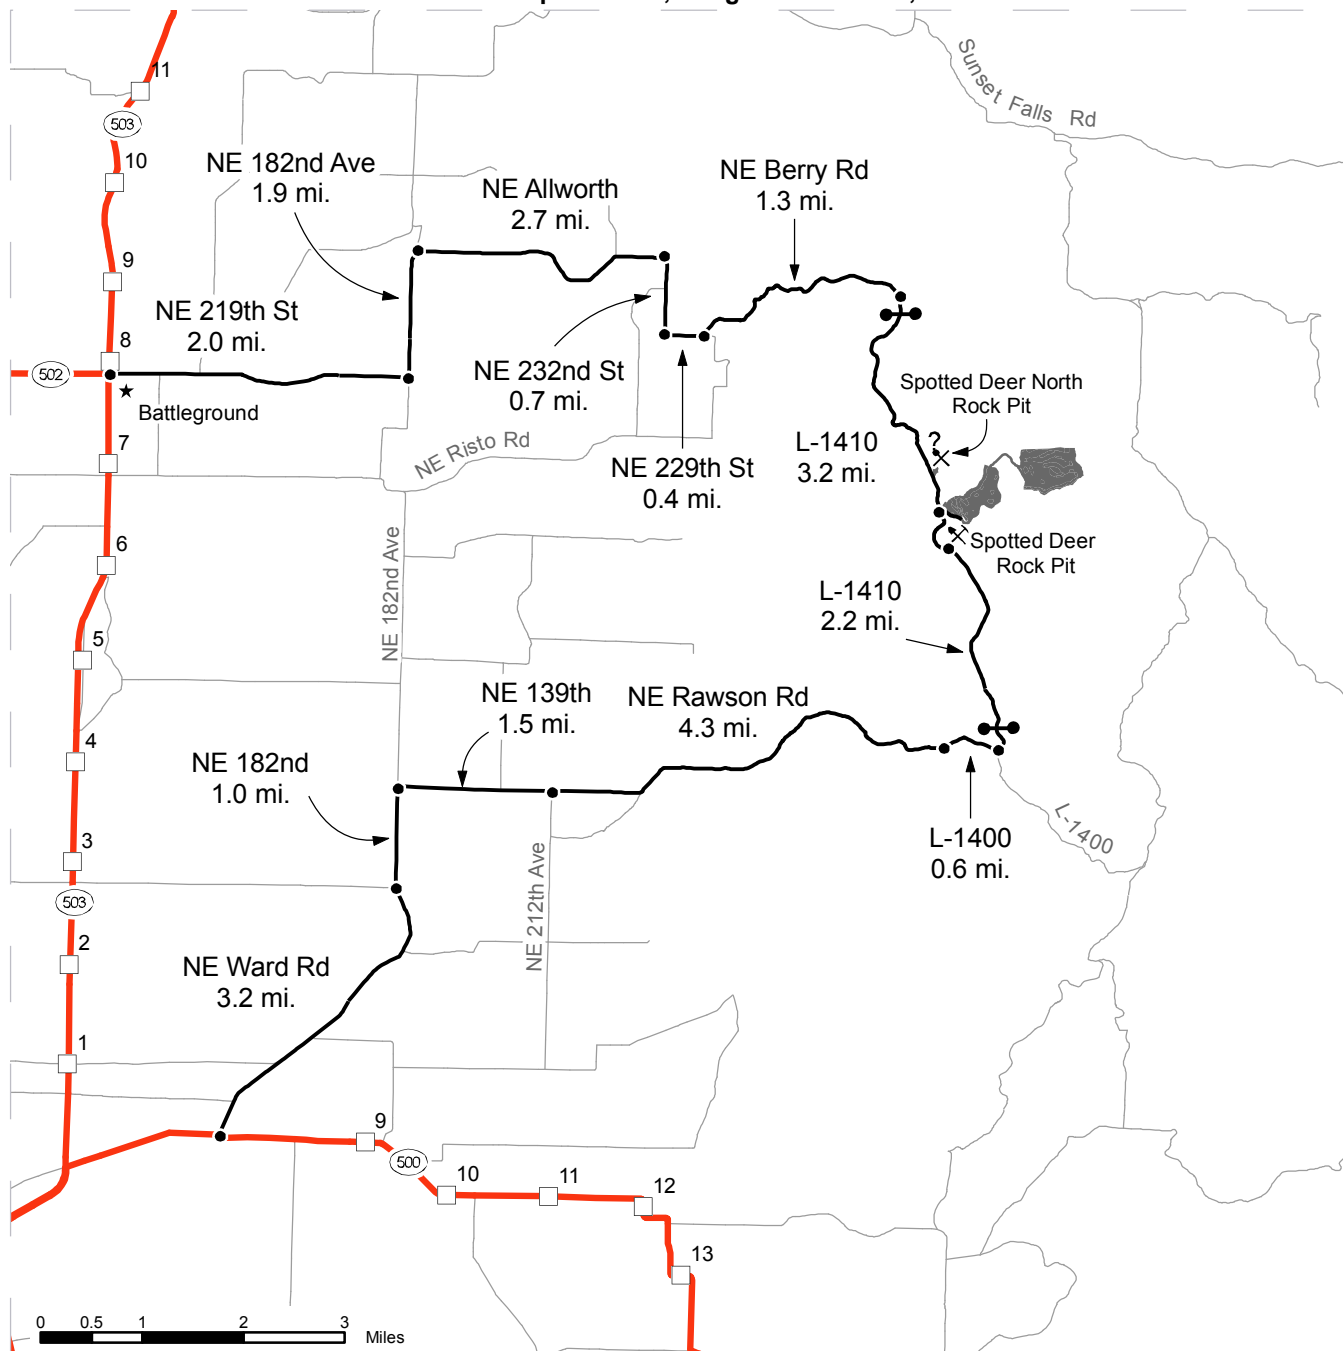 11
503
10
NE 182nd Ave
1.9 mi.
NE Allworth
2.7 mi.
NE Berry Rd
1.3 mi.
Sunset Falls Rd
9
NE 219th St
2.0 mi.
8
502
Battleground
NE 232nd St
0.7 mi.
Spotted Deer North
Rock Pit
7
NE Risto Rd
NE 229th St
0.4 mi.
L-1410
3.2 mi.
?
6
NE 182nd Ave
Spotted Deer
Rock Pit
5
L-1410
2.2 mi.
4
NE 182nd
1.0 mi.
NE 139th
1.5 mi.
NE Rawson Rd
4.3 mi.
3
503
NE 212th Ave
L-1400
0.6 mi.
L-1400
2
NE Ward Rd
3.2 mi.
1
9
500
10
11
12
13
0 0.5 1 2 3
Miles